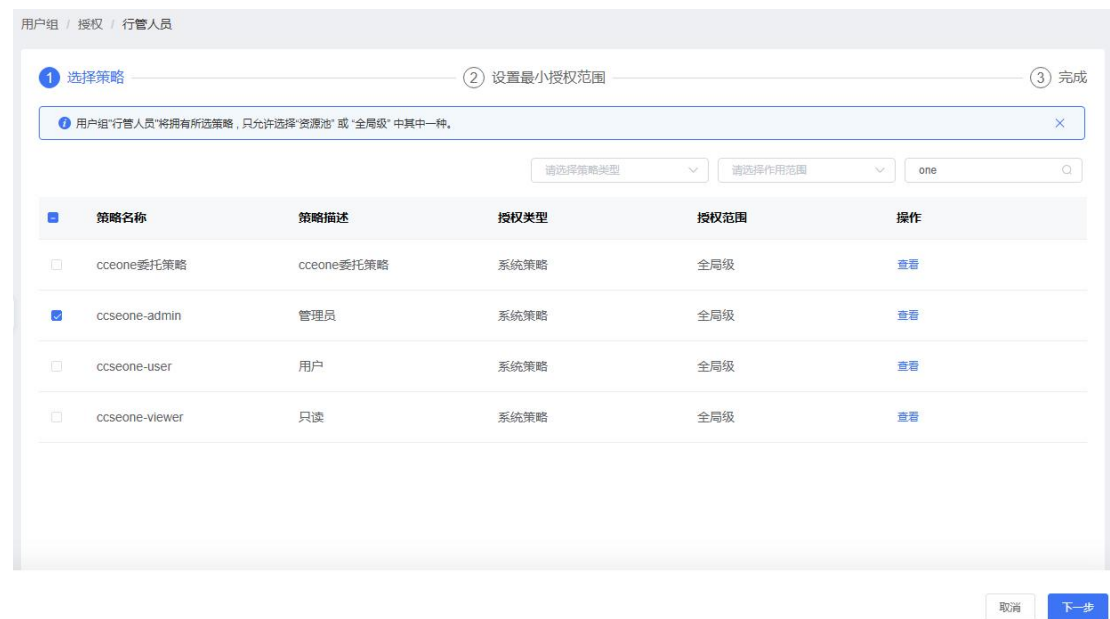 用户组 / 授权 / 行管人员
1 选择策略 2 设置最小授权范围 3 完成
用户组"行管人员"将拥有所选策略，只允许选择"资源池" 或 "全局级" 中其中一种。
请选择策略类型 请选择作用范围 one
策略名称 策略描述 授权类型 授权范围 操作
cceone委托策略 cceone委托策略 系统策略 全局级 查看
ccseone-admin 管理员 系统策略 全局级 查看
ccseone-user 用户 系统策略 全局级 查看
ccseone-viewer 只读 系统策略 全局级 查看
取消 下一步